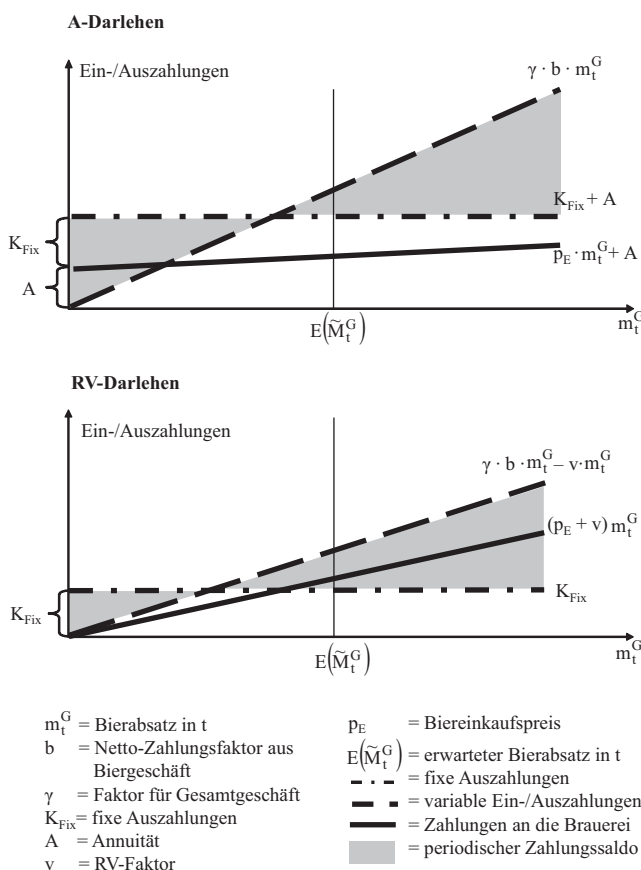 A-Darlehen
Ein-/Auszahlungen
γ · b · m_t^G
K_Fix + A
K_Fix
p_E · m_t^G + A
A
E(M̃_t^G)
m_t^G
RV-Darlehen
Ein-/Auszahlungen
γ · b · m_t^G – v · m_t^G
(p_E + v) m_t^G
K_Fix
K_Fix
E(M̃_t^G)
m_t^G
m_t^G = Bierabsatz in t
b = Netto-Zahlungsfaktor aus
Biergeschäft
γ = Faktor für Gesamtgeschäft
K_Fix = fixe Auszahlungen
A = Annuität
v = RV-Faktor
p_E = Biereinkaufspreis
E(M̃_t^G) = erwarteter Bierabsatz in t
= fixe Auszahlungen
= variable Ein-/Auszahlungen
= Zahlungen an die Brauerei
= periodischer Zahlungssaldo